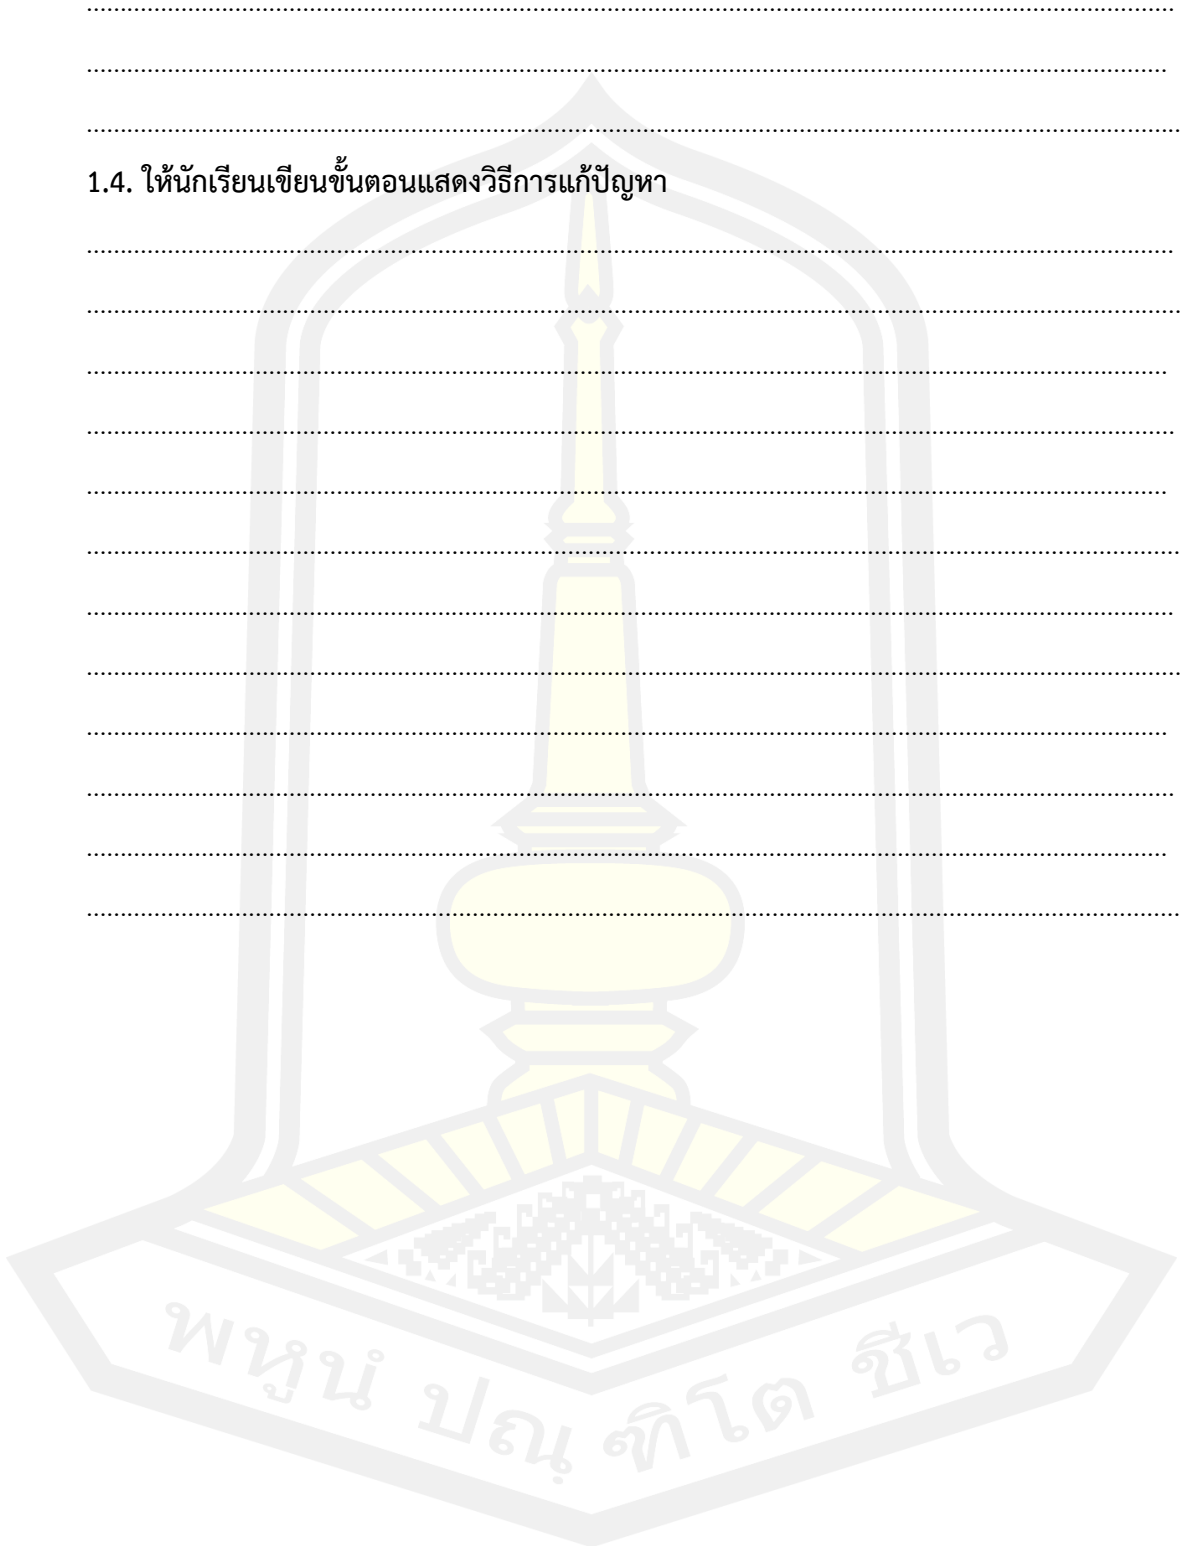 1.4. ให้นักเรียนเขียนขั้นตอนแสดงวิธีการแก้ปัญหา
พหูนํ ปณฺ ฑิโต ชีเว